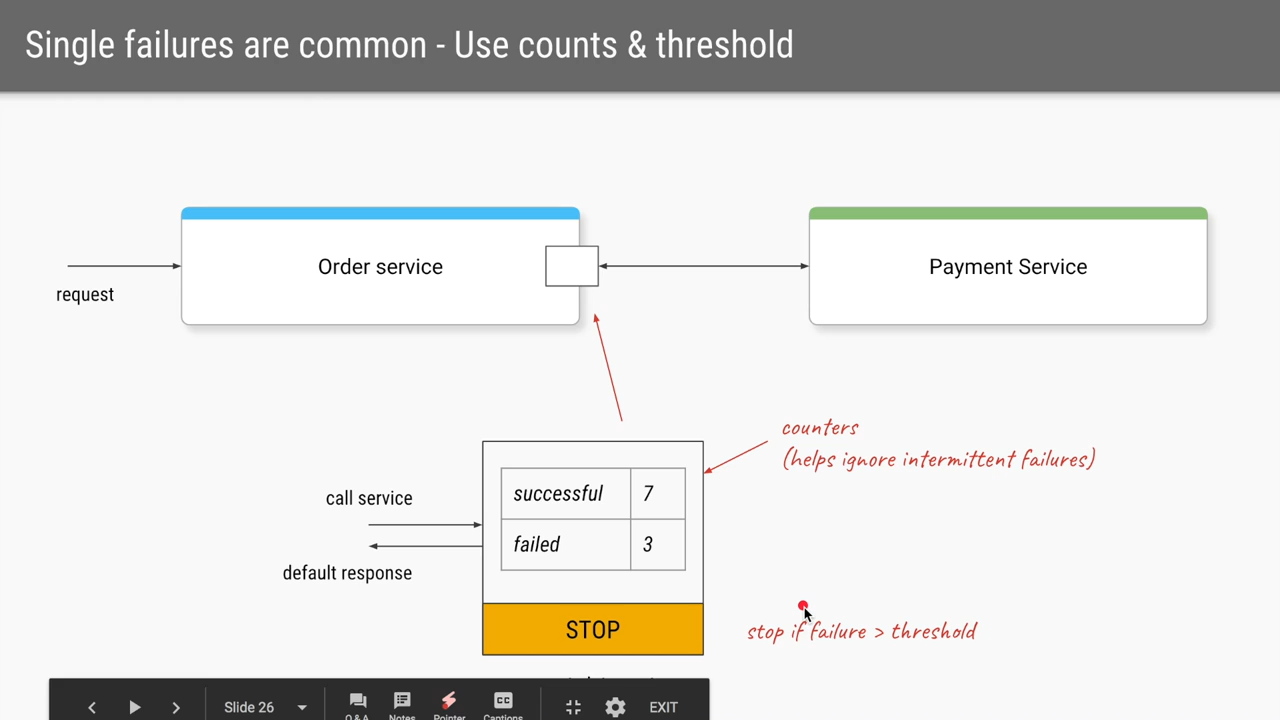 Single failures are common - Use counts & threshold
Order service
Payment Service
request
counters
(helps ignore intermittent failures)
call service
successful 7
failed 3
default response
STOP
stop if failure > threshold
Slide 26
Q & A
Notes
Pointer
Captions
EXIT